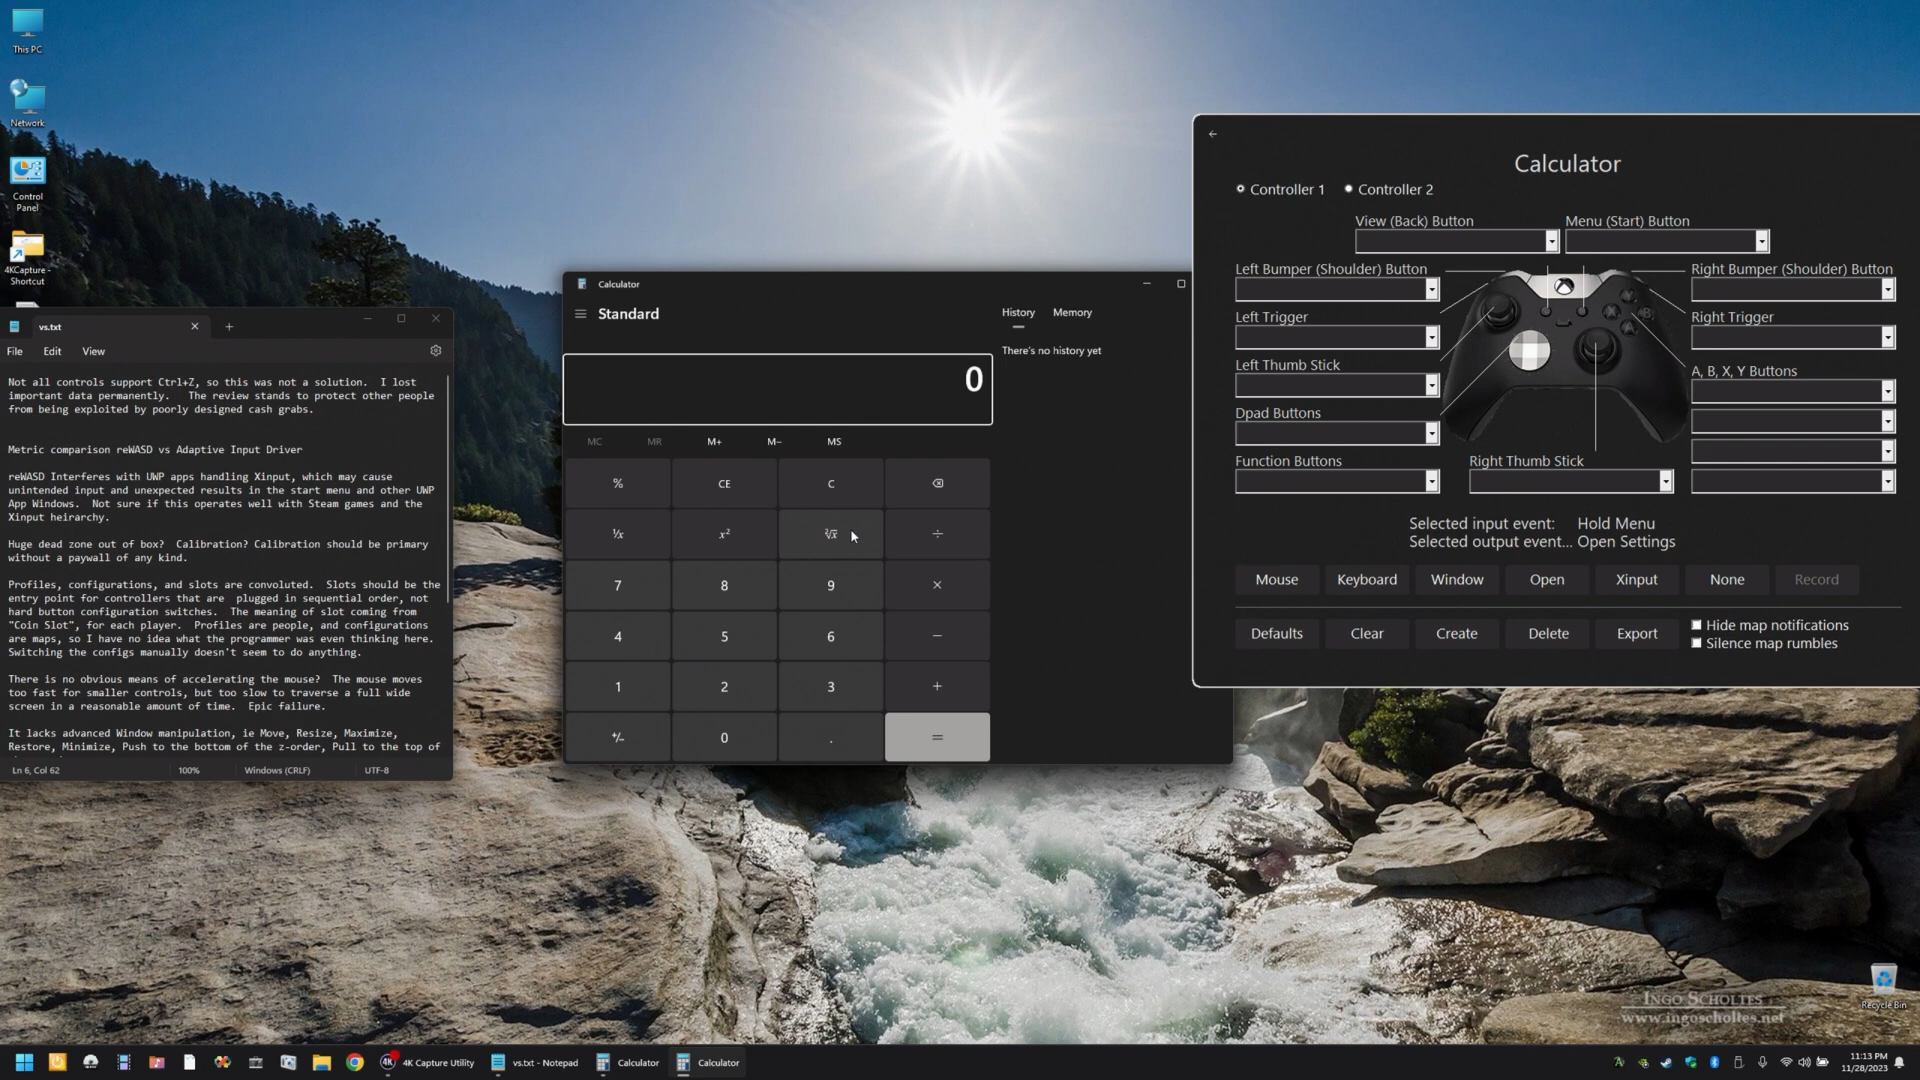 This PC
Network
Control
Panel
4KCapture -
Shortcut
vs.txt
File Edit View
Not all controls support Ctrl+Z, so this was not a solution. I lost
important data permanently. The review stands to protect other people
from being exploited by poorly designed cash grabs.
Metric comparison reWASD vs Adaptive Input Driver
reWASD Interferes with UWP apps handling Xinput, which may cause
unintended input and unexpected results in the start menu and other UWP
App Windows. Not sure if this operates well with Steam games and the
Xinput heirarchy.
Huge dead zone out of box? Calibration? Calibration should be primary
without a paywall of any kind.
Profiles, configurations, and slots are convoluted. Slots should be the
entry point for controllers that are plugged in sequential order, not
hard button configuration switches. The meaning of slot coming from
"Coin Slot", for each player. Profiles are people, and configurations
are maps, so I have no idea what the programmer was even thinking here.
Switching the configs manually doesn't seem to do anything.
There is no obvious means of accelerating the mouse? The mouse moves
too fast for smaller controls, but too slow to traverse a full wide
screen in a reasonable amount of time. Epic failure.
It lacks advanced Window manipulation, ie Move, Resize, Maximize,
Restore, Minimize, Push to the bottom of the z-order, Pull to the top of
Ln 6, Col 62 100% Windows (CRLF) UTF-8
Calculator
Standard
History Memory
There's no history yet
0
MC MR M+ M- MS
% CE C
1/x x² ²√x ÷
7 8 9 ×
4 5 6 −
1 2 3 +
+/- 0 . =
Calculator
Controller 1 Controller 2
View (Back) Button Menu (Start) Button
Left Bumper (Shoulder) Button Right Bumper (Shoulder) Button
Left Trigger Right Trigger
Left Thumb Stick A, B, X, Y Buttons
Dpad Buttons
Function Buttons Right Thumb Stick
Y
X B
A
Selected input event: Hold Menu
Selected output event... Open Settings
Mouse Keyboard Window Open Xinput None Record
Defaults Clear Create Delete Export
Hide map notifications
Silence map rumbles
Ingo Scholtes
www.ingoscholtes.net
Recycle Bin
4K 4K Capture Utility vs.txt - Notepad Calculator Calculator
11:13 PM
11/28/2023